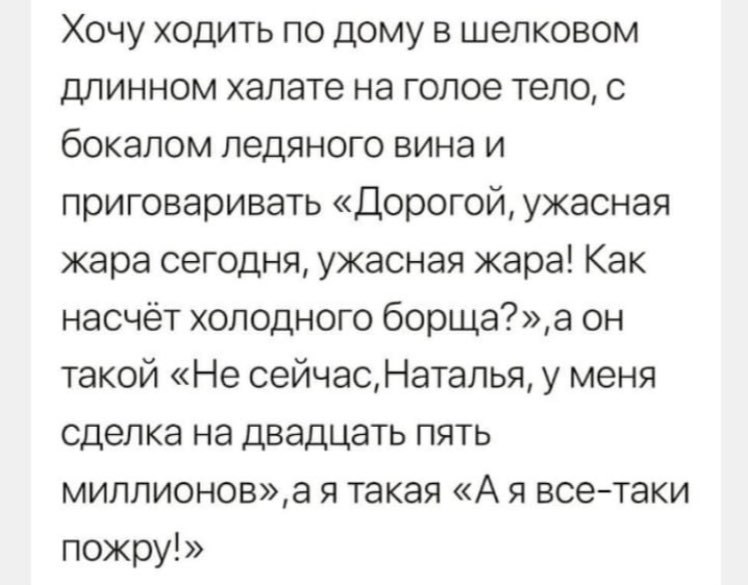 Хочу ходить по дому в шелковом
длинном халате на голое тело, с
бокалом ледяного вина и
приговаривать «Дорогой, ужасная
жара сегодня, ужасная жара! Как
насчёт холодного борща?»,а он
такой «Не сейчас,Наталья, у меня
сделка на двадцать пять
миллионов»,а я такая «А я все-таки
пожру!»